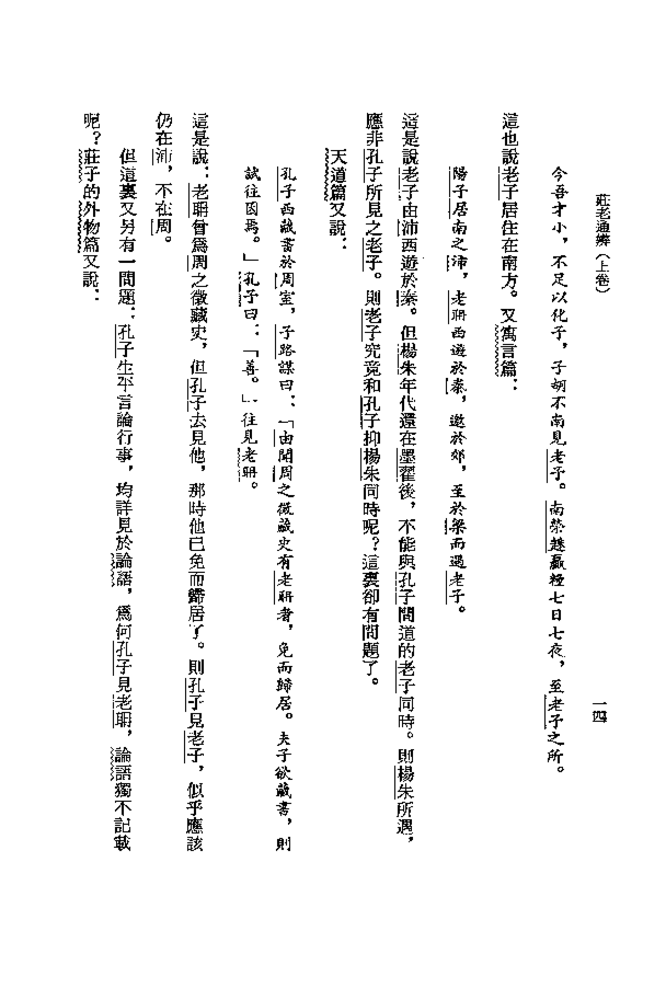 莊老通辨（上卷）
一四
今吾才小，不足以化子，子胡不南見老子。南榮趎贏糧七日七夜，至老子之所。
這也說老子居住在南方。又寓言篇：
陽子居南之沛，老聃西遊於秦，邀於郊，至於梁而遇老子。
這是說老子由沛西遊於秦。但楊朱年代還在墨翟後，不能與孔子問道的老子同時。則楊朱所遇，
應非孔子所見之老子。則老子究竟和孔子抑楊朱同時呢？這裏卻有問題了。
天道篇又說：
孔子西藏書於周室，子路謀曰：「由聞周之徵藏史有老聃者，免而歸居。夫子欲藏書，則
試往因焉。」孔子曰：「善。」往見老聃。
這是說：老聃曾爲周之徵藏史，但孔子去見他，那時他已免而歸居了。則孔子見老子，似乎應該
仍在沛，不在周。
但這裏又另有一問題：孔子生平言論行事，均詳見於論語，爲何孔子見老聃，論語獨不記載
呢？莊子的外物篇又說：